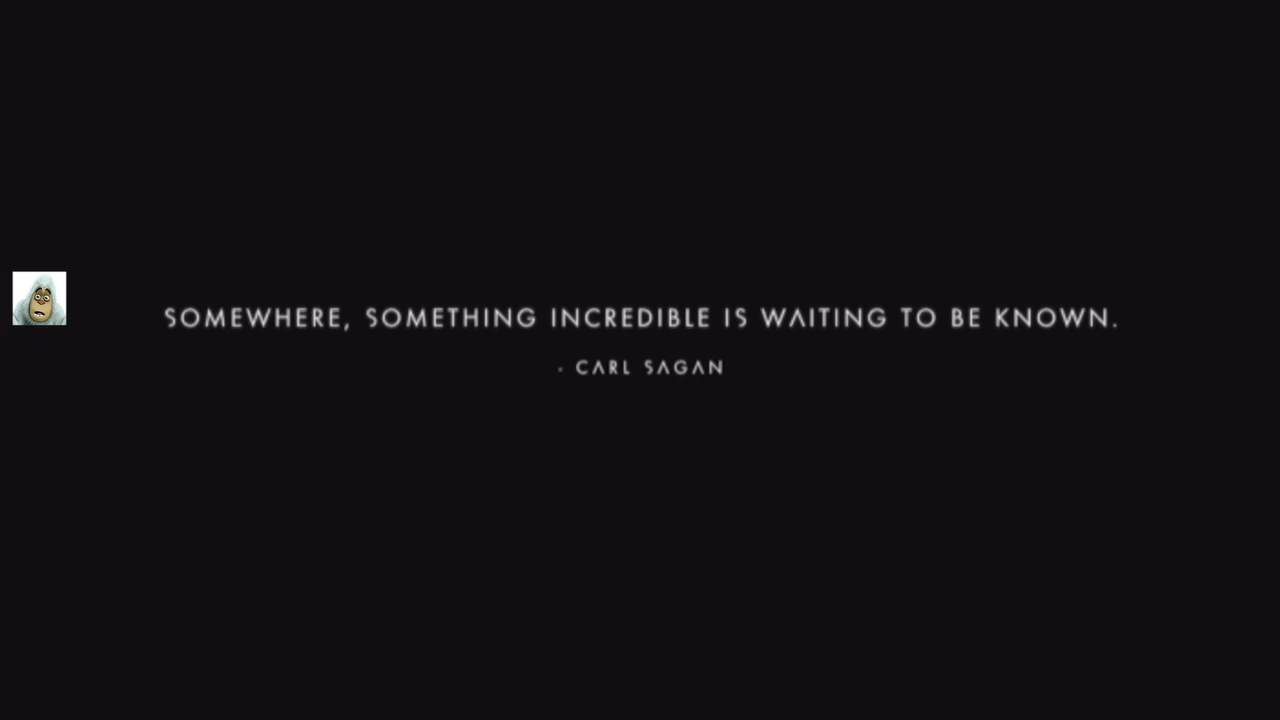 SOMEWHERE, SOMETHING INCREDIBLE IS WAITING TO BE KNOWN.
- CARL SAGAN